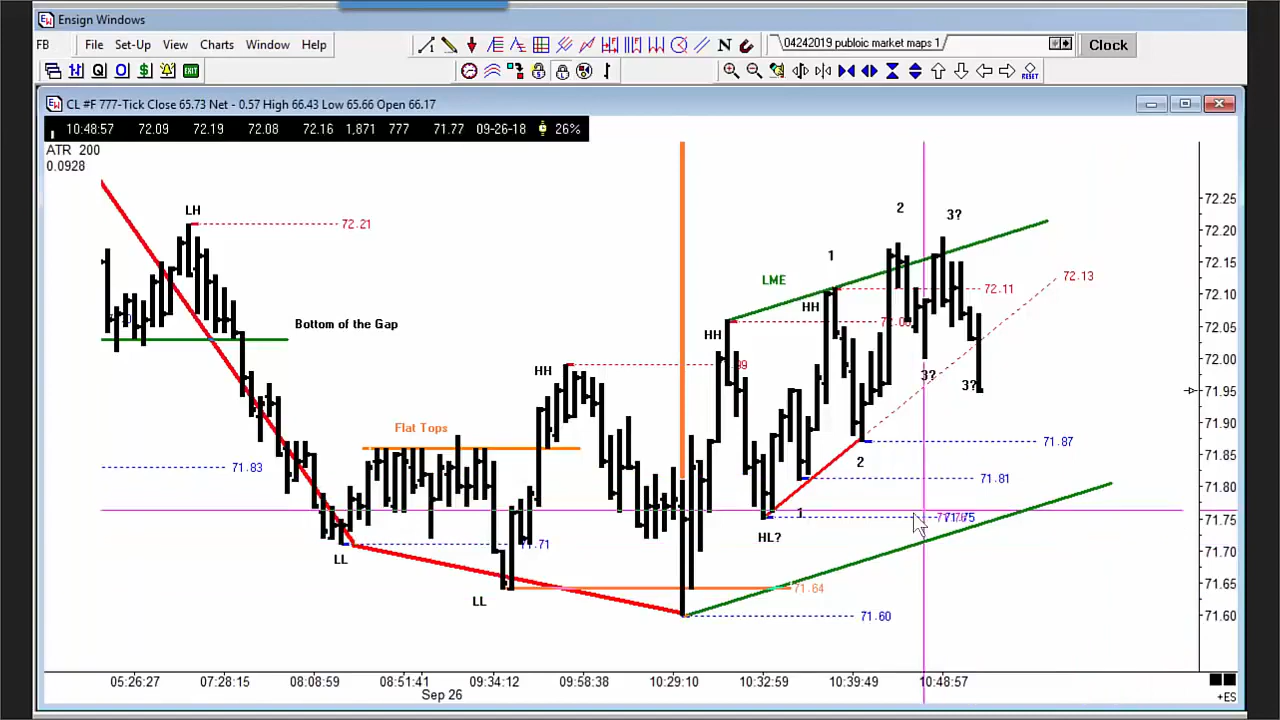 Ensign Windows
FB File Set-Up View Charts Window Help N 04242019 publoic market maps 1 Clock
Q O $ EXIT RESET
CL #F 777-Tick Close 65.73 Net - 0.57 High 66.43 Low 65.66 Open 66.17
10:48:57 72.09 72.19 72.08 72.16 1,871 777 71.77 09-26-18 26%
ATR 200
0.0928
LH
72.21
Bottom of the Gap
LL
71.83
71.71
Flat Tops
HH
LL
71.64
71.60
HH
LME
HH
1
2
3?
72.13
72.11
3?
3?
71.87
2
71.81
1
HL?
71.75
72.25
72.20
72.15
72.10
72.05
72.00
71.95
71.90
71.85
71.80
71.75
71.70
71.65
71.60
05:26:27 07:28:15 08:08:59 08:51:41 09:34:12 09:58:38 10:29:10 10:32:59 10:39:49 10:48:57
Sep 26
+ES